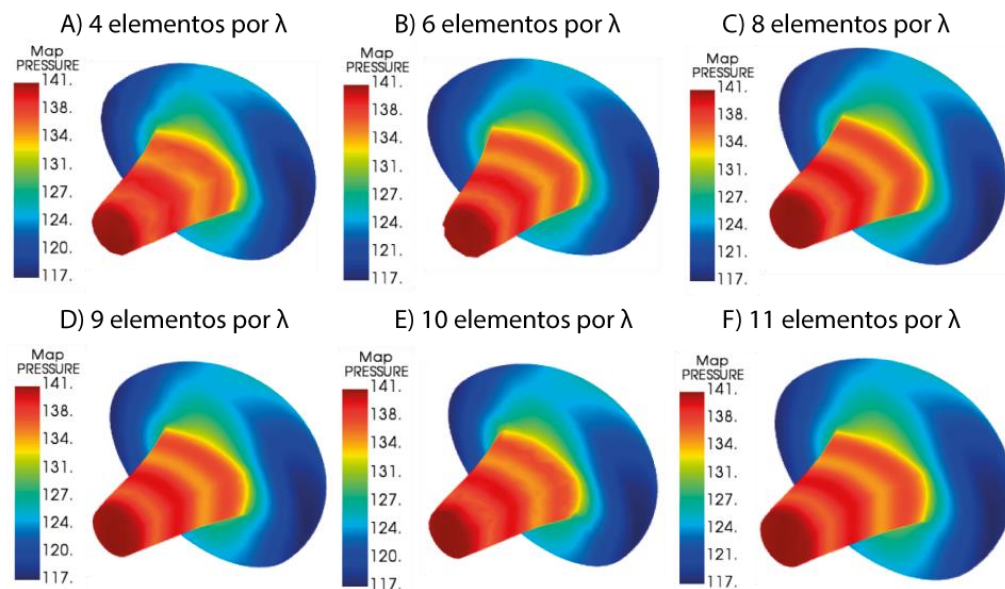 A) 4 elementos por λ
B) 6 elementos por λ
C) 8 elementos por λ
Map
PRESSURE
141.
138.
134.
131.
127.
124.
120.
117.
Map
PRESSURE
141.
138.
134.
131.
127.
124.
120.
117.
Map
PRESSURE
141.
138.
134.
131.
127.
124.
121.
117.
D) 9 elementos por λ
E) 10 elementos por λ
F) 11 elementos por λ
Map
PRESSURE
141.
138.
134.
131.
127.
124.
120.
117.
Map
PRESSURE
141.
138.
134.
131.
127.
124.
120.
117.
Map
PRESSURE
141.
138.
134.
131.
127.
124.
121.
117.